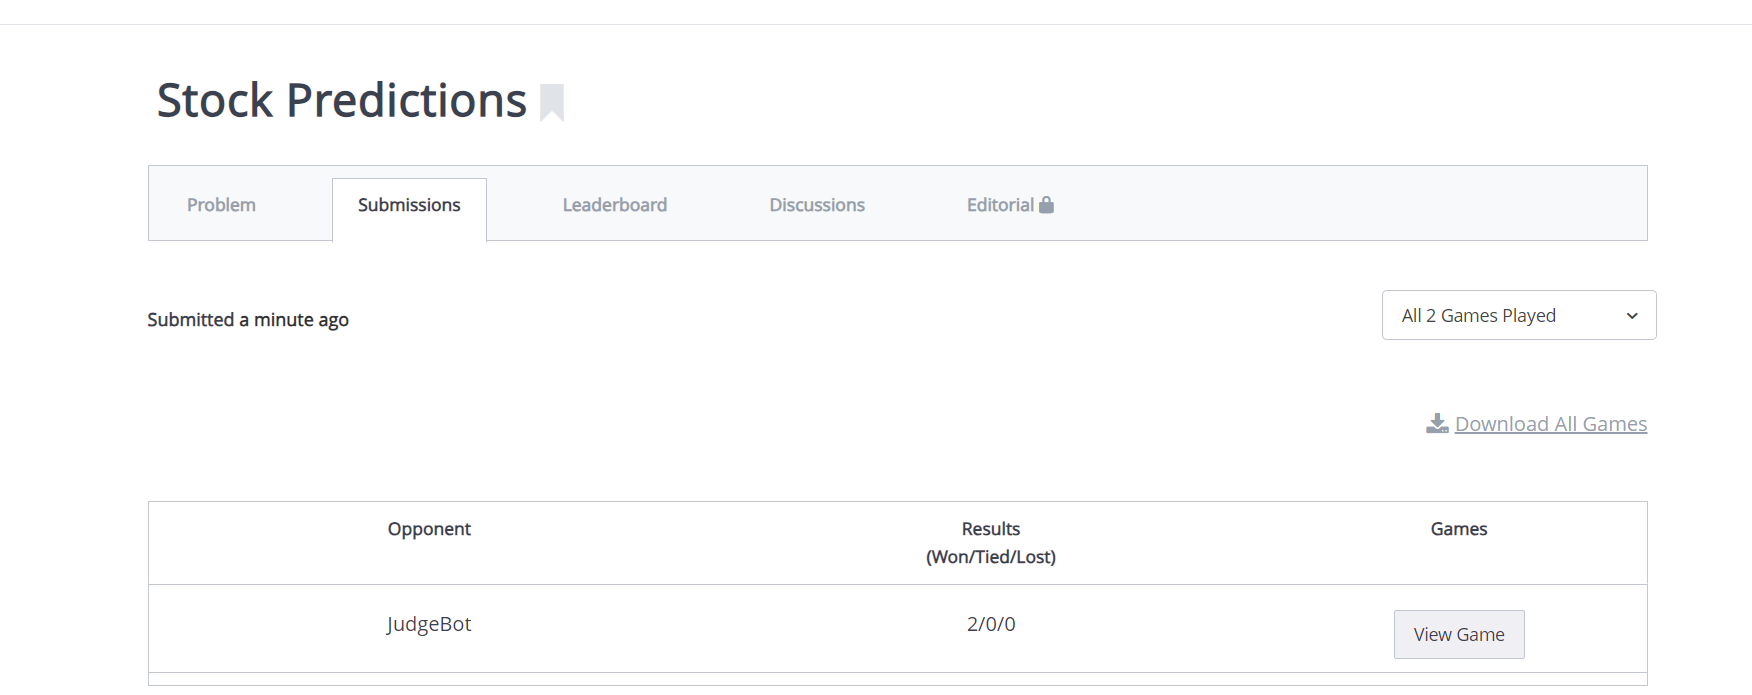 Stock Predictions
Problem
Submissions
Leaderboard
Discussions
Editorial
Submitted a minute ago
All 2 Games Played
Download All Games
Opponent
Results
(Won/Tied/Lost)
Games
JudgeBot
2/0/0
View Game